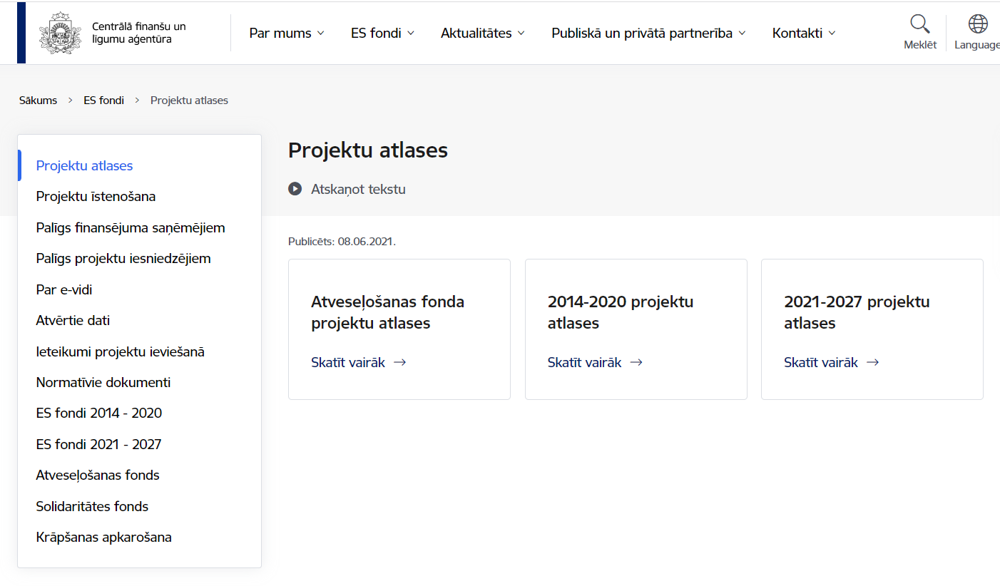 Centrālā finanšu un
līgumu aģentūra
Par mums
ES fondi
Aktualitātes
Publiskā un privātā partnerība
Kontakti
Meklēt
Language
Sākums
ES fondi
Projektu atlases
Projektu atlases
Projektu īstenošana
Palīgs finansējuma saņēmējiem
Palīgs projektu iesniedzējiem
Par e-vidi
Atvērtie dati
Ieteikumi projektu ieviešanā
Normatīvie dokumenti
ES fondi 2014 - 2020
ES fondi 2021 - 2027
Atveseļošanas fonds
Solidaritātes fonds
Krāpšanas apkarošana
Projektu atlases
Atskaņot tekstu
Publicēts: 08.06.2021.
Atveseļošanas fonda
projektu atlases
Skatīt vairāk
2014-2020 projektu
atlases
Skatīt vairāk
2021-2027 projektu
atlases
Skatīt vairāk